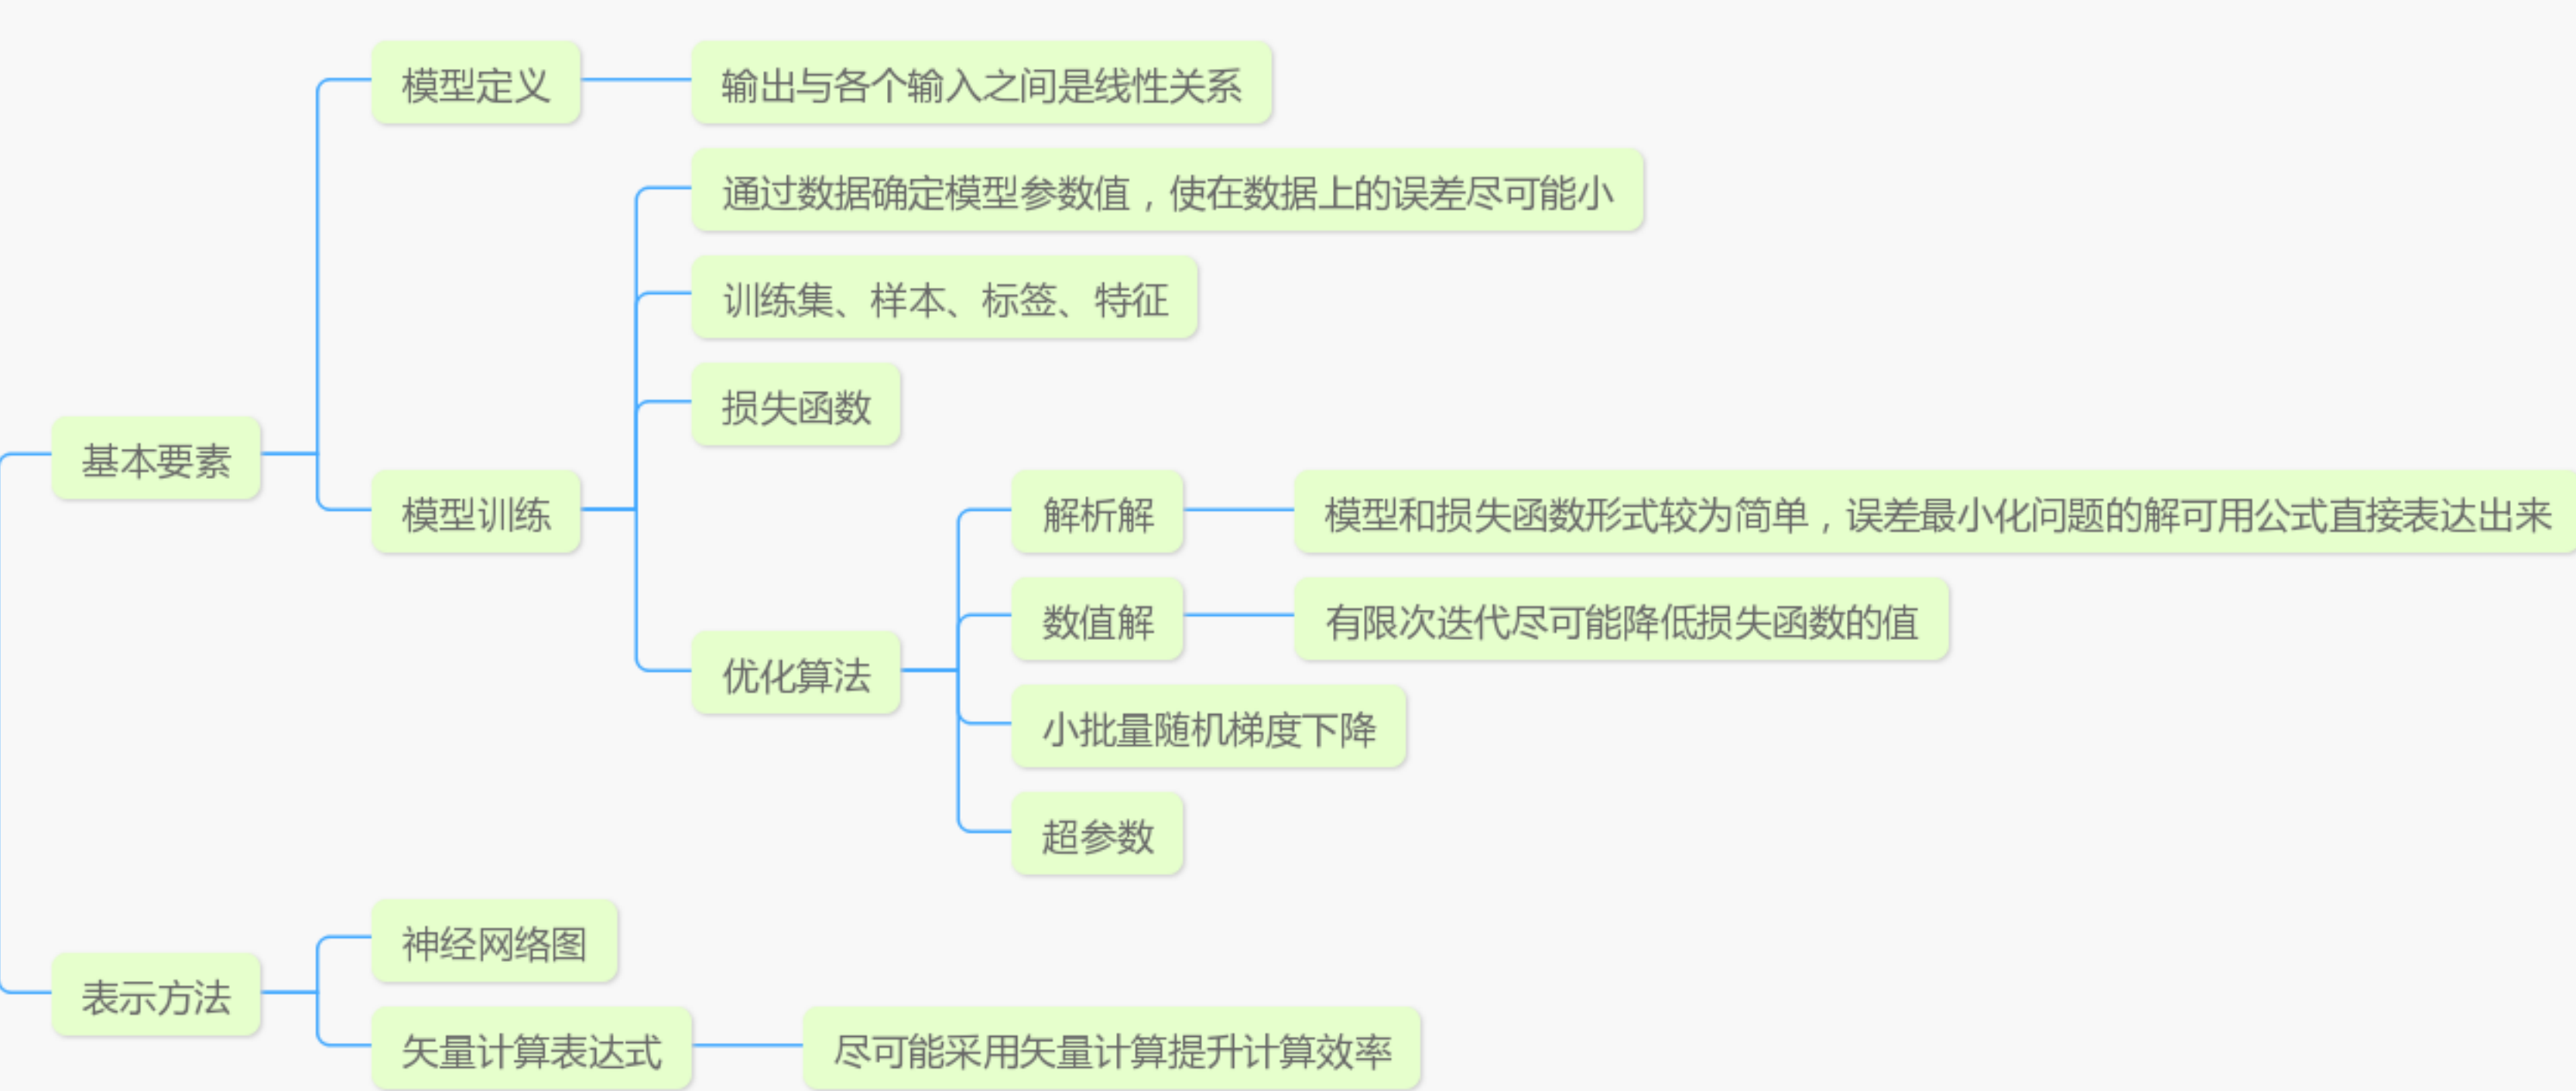 模型定义
输出与各个输入之间是线性关系
通过数据确定模型参数值，使在数据上的误差尽可能小
训练集、样本、标签、特征
损失函数
基本要素
模型训练
解析解
模型和损失函数形式较为简单，误差最小化问题的解可用公式直接表达出来
数值解
有限次迭代尽可能降低损失函数的值
优化算法
小批量随机梯度下降
超参数
神经网络图
表示方法
矢量计算表达式
尽可能采用矢量计算提升计算效率